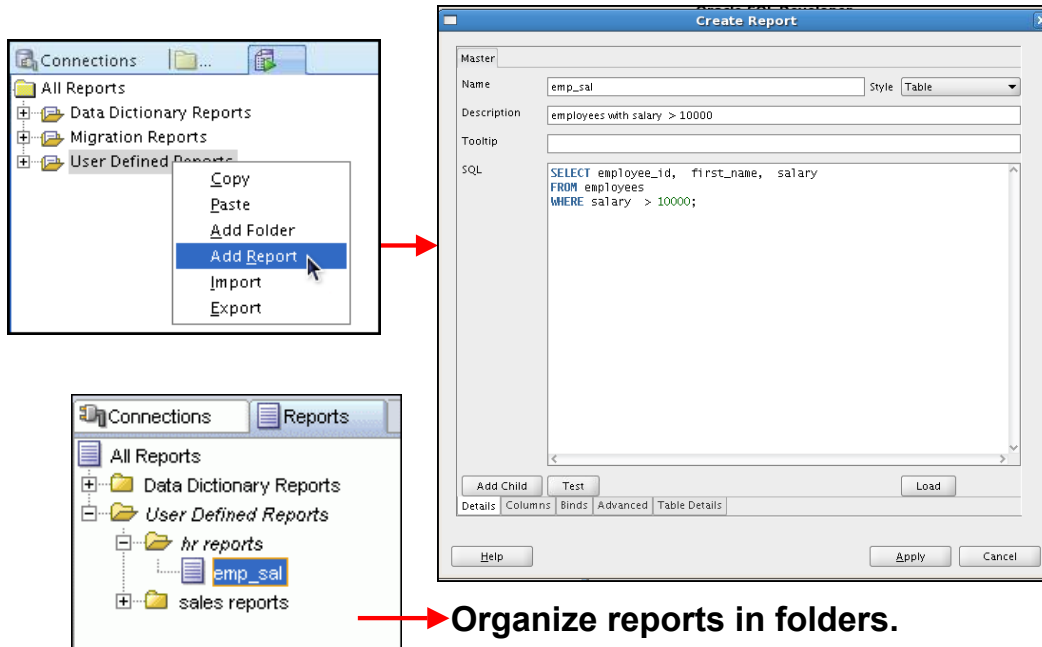 Connections ...
All Reports
Data Dictionary Reports
Migration Reports
User Defined Reports
Copy
Paste
Add Folder
Add Report
Import
Export
Oracle SQL Developer
Create Report
Master
Name emp_sal Style Table
Description employees with salary > 10000
Tooltip
SQL
SELECT employee_id, first_name, salary
FROM employees
WHERE salary > 10000;
Add Child Test Load
Details Columns Binds Advanced Table Details
Help Apply Cancel
Connections Reports
All Reports
Data Dictionary Reports
User Defined Reports
hr reports
emp_sal
sales reports
Organize reports in folders.